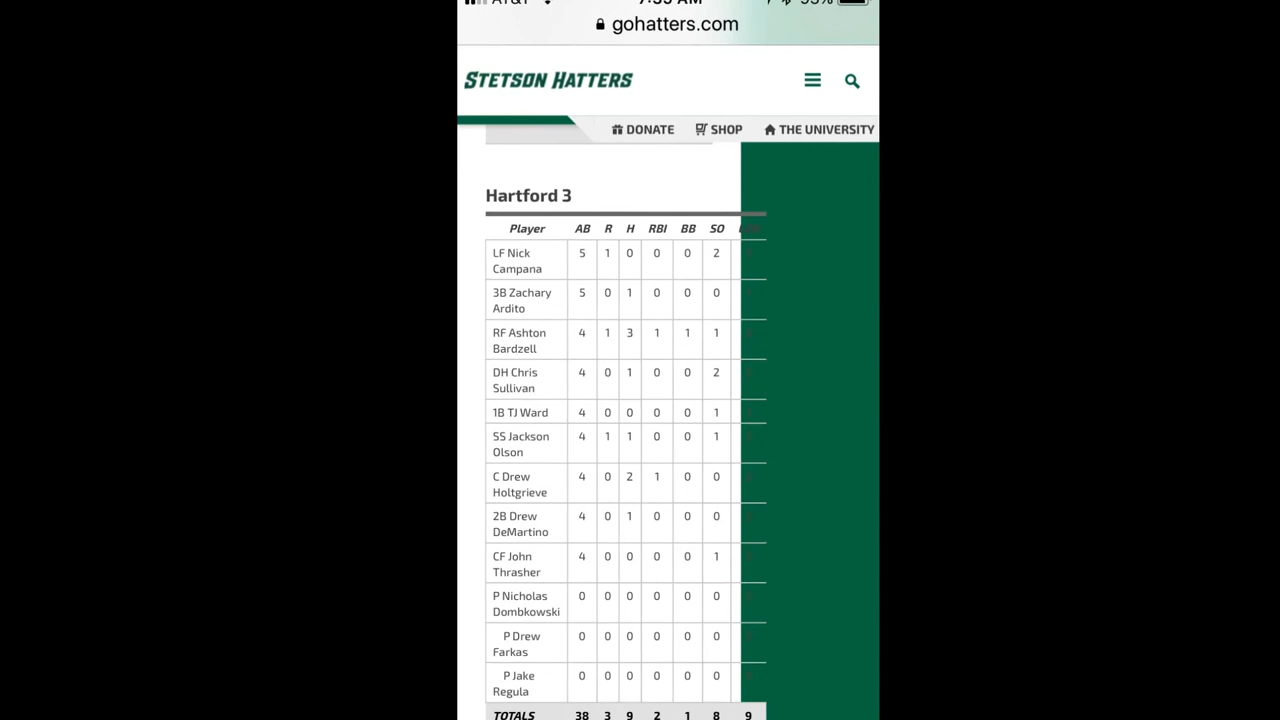 AT&T 7:55 AM 93%
gohatters.com
STETSON HATTERS
DONATE SHOP THE UNIVERSITY
Hartford 3
Player AB R H RBI BB SO
LF Nick Campana 5 1 0 0 0 2
3B Zachary Ardito 5 0 1 0 0 0
RF Ashton Bardzell 4 1 3 1 1 1
DH Chris Sullivan 4 0 1 0 0 2
1B TJ Ward 4 0 0 0 0 1
SS Jackson Olson 4 1 1 0 0 1
C Drew Holtgrieve 4 0 2 1 0 0
2B Drew DeMartino 4 0 1 0 0 0
CF John Thrasher 4 0 0 0 0 1
P Nicholas Dombkowski 0 0 0 0 0 0
P Drew Farkas 0 0 0 0 0 0
P Jake Regula 0 0 0 0 0 0
TOTALS 38 3 9 2 1 8 9